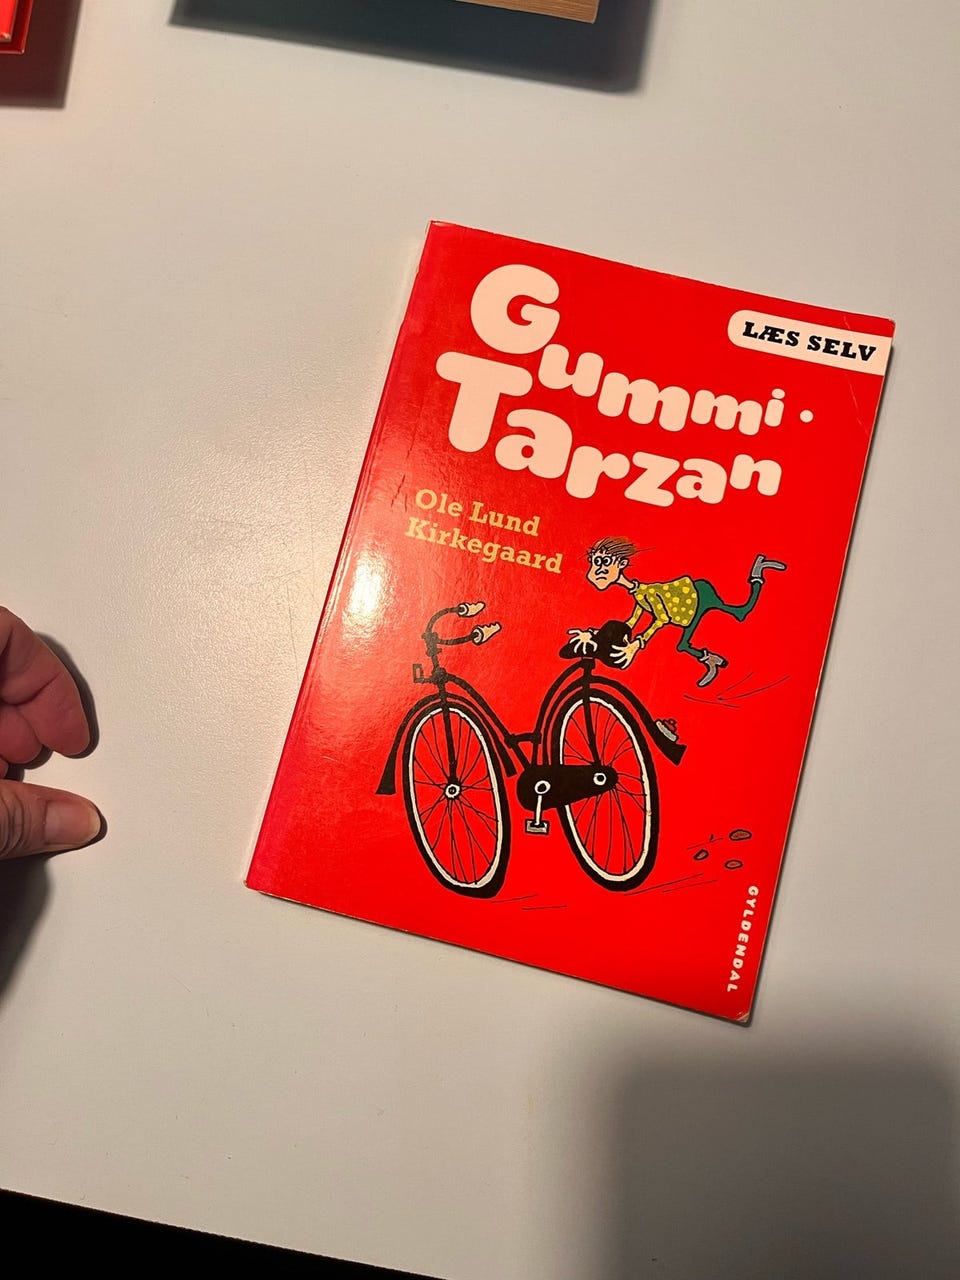 LÆS SELV
Gummi-
Tarzan
Ole Lund
Kirkegaard
GYLDENDAL